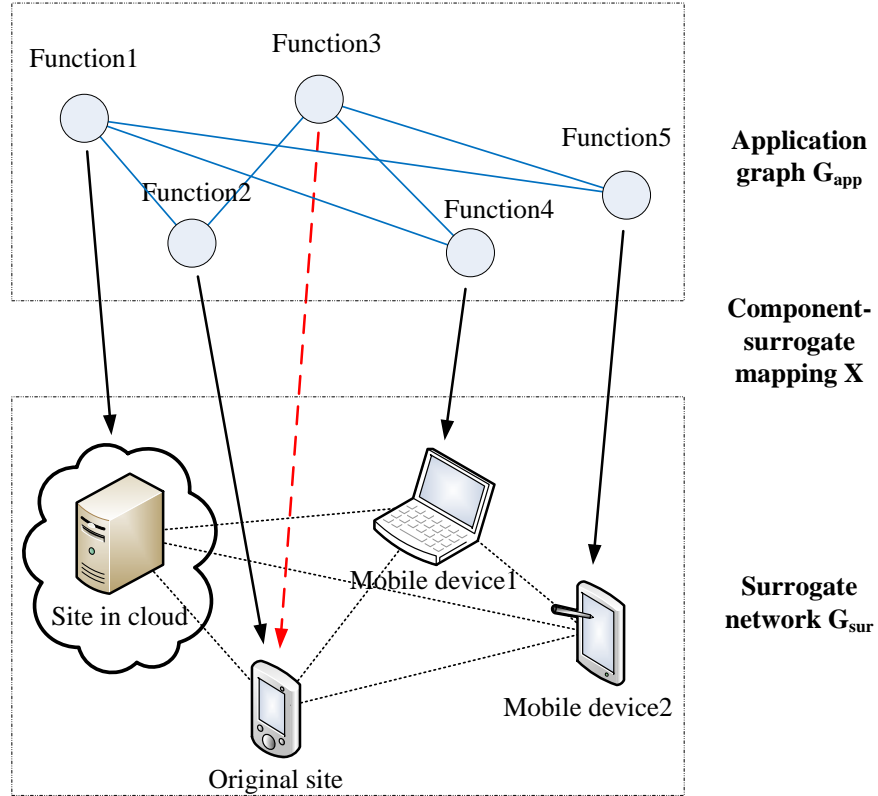 Function3
Function1
Function5
Function2
Function4
Application
graph Gapp
Component-
surrogate
mapping X
Mobile device1
Site in cloud
Surrogate
network Gsur
Mobile device2
Original site